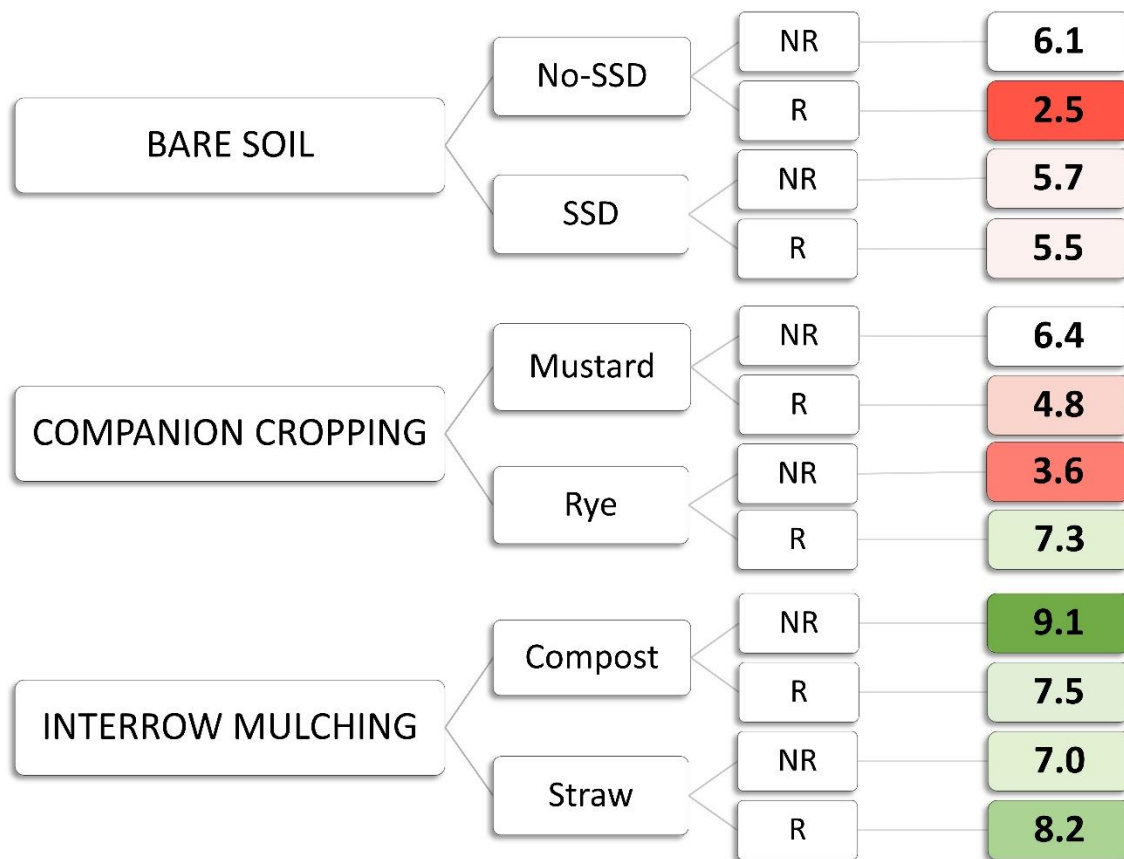 BARE SOIL
No-SSD
NR
6.1
R
2.5
SSD
NR
5.7
R
5.5
COMPANION CROPPING
Mustard
NR
6.4
R
4.8
Rye
NR
3.6
R
7.3
INTERROW MULCHING
Compost
NR
9.1
R
7.5
Straw
NR
7.0
R
8.2